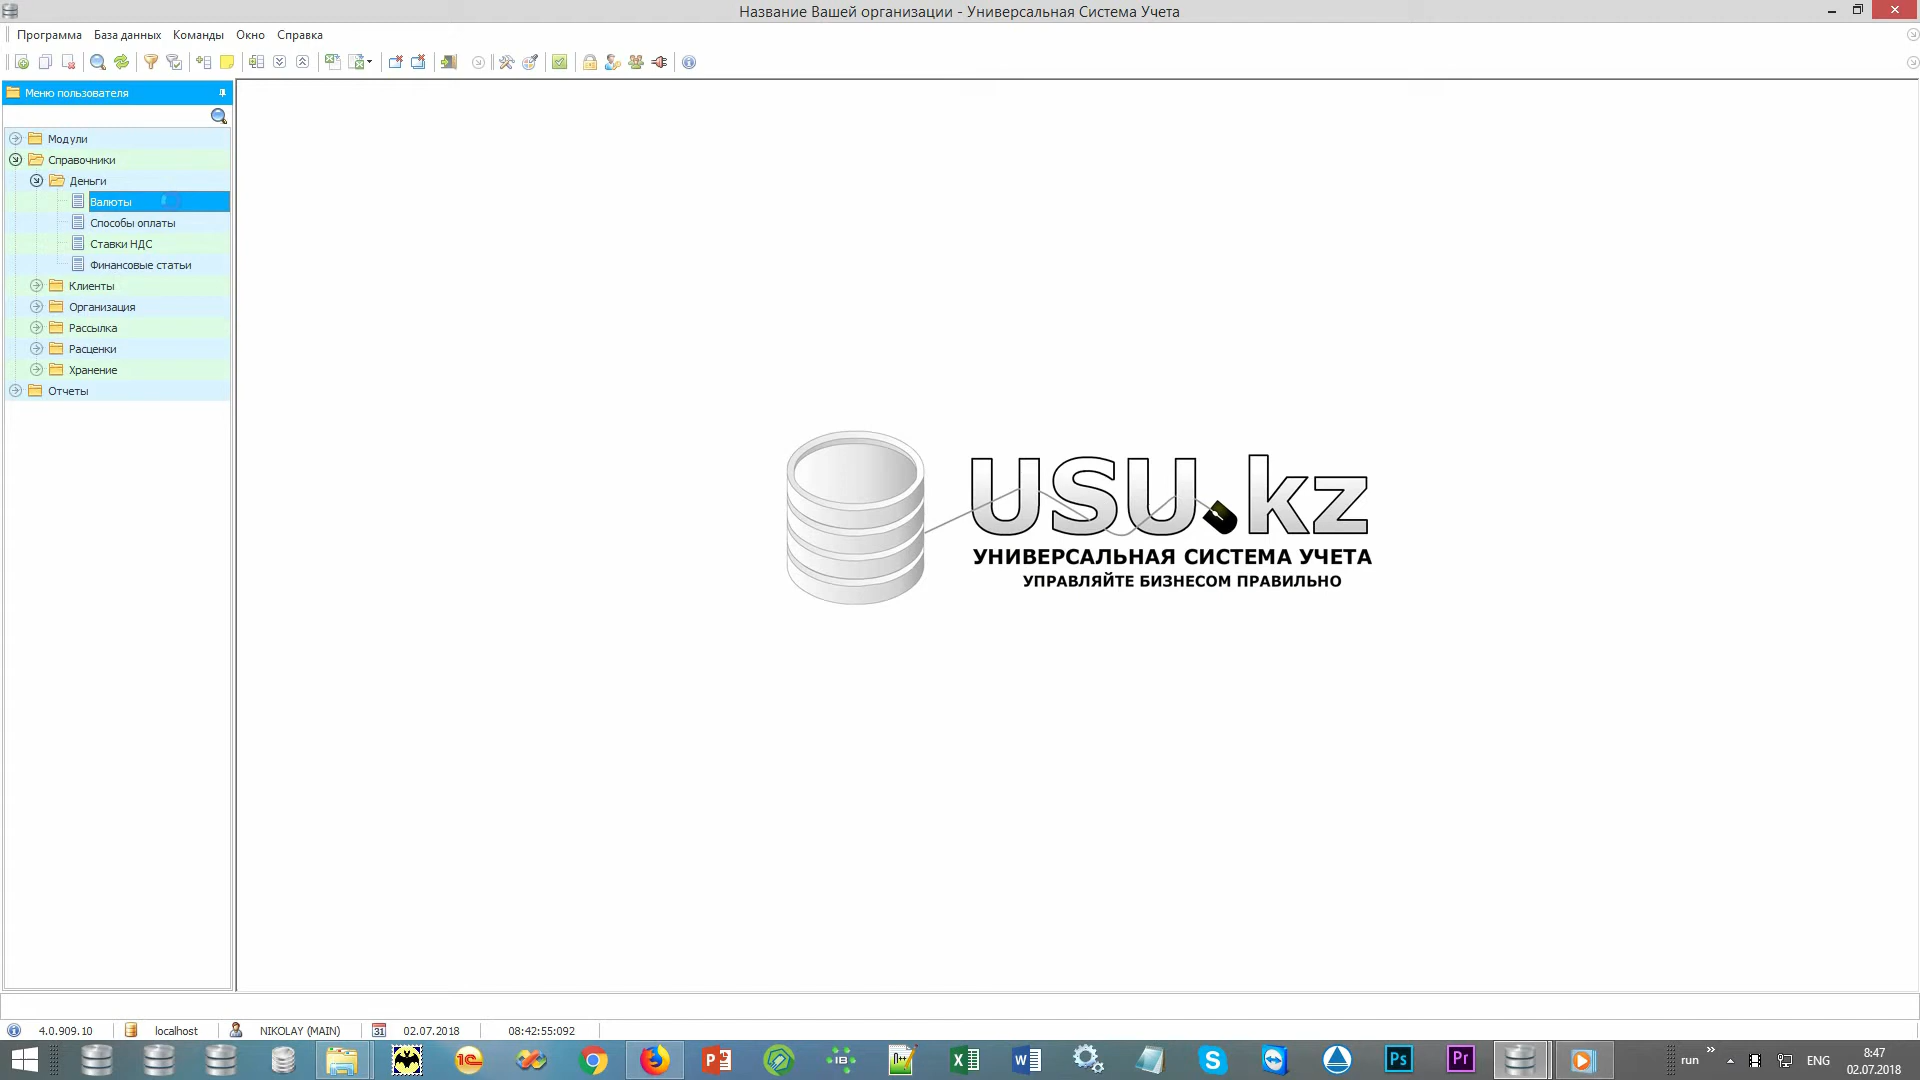 Название Вашей организации - Универсальная Система Учета
Программа База данных Команды Окно Справка
Меню пользователя
Модули
Справочники
Деньги
Валюты
Способы оплаты
Ставки НДС
Финансовые статьи
Клиенты
Организация
Рассылка
Расценки
Хранение
Отчеты
USU.kz
УНИВЕРСАЛЬНАЯ СИСТЕМА УЧЕТА
УПРАВЛЯЙТЕ БИЗНЕСОМ ПРАВИЛЬНО
4.0.909.10 localhost NIKOLAY (MAIN) 31 02.07.2018 08:42:55:092
run ENG 8:47
02.07.2018